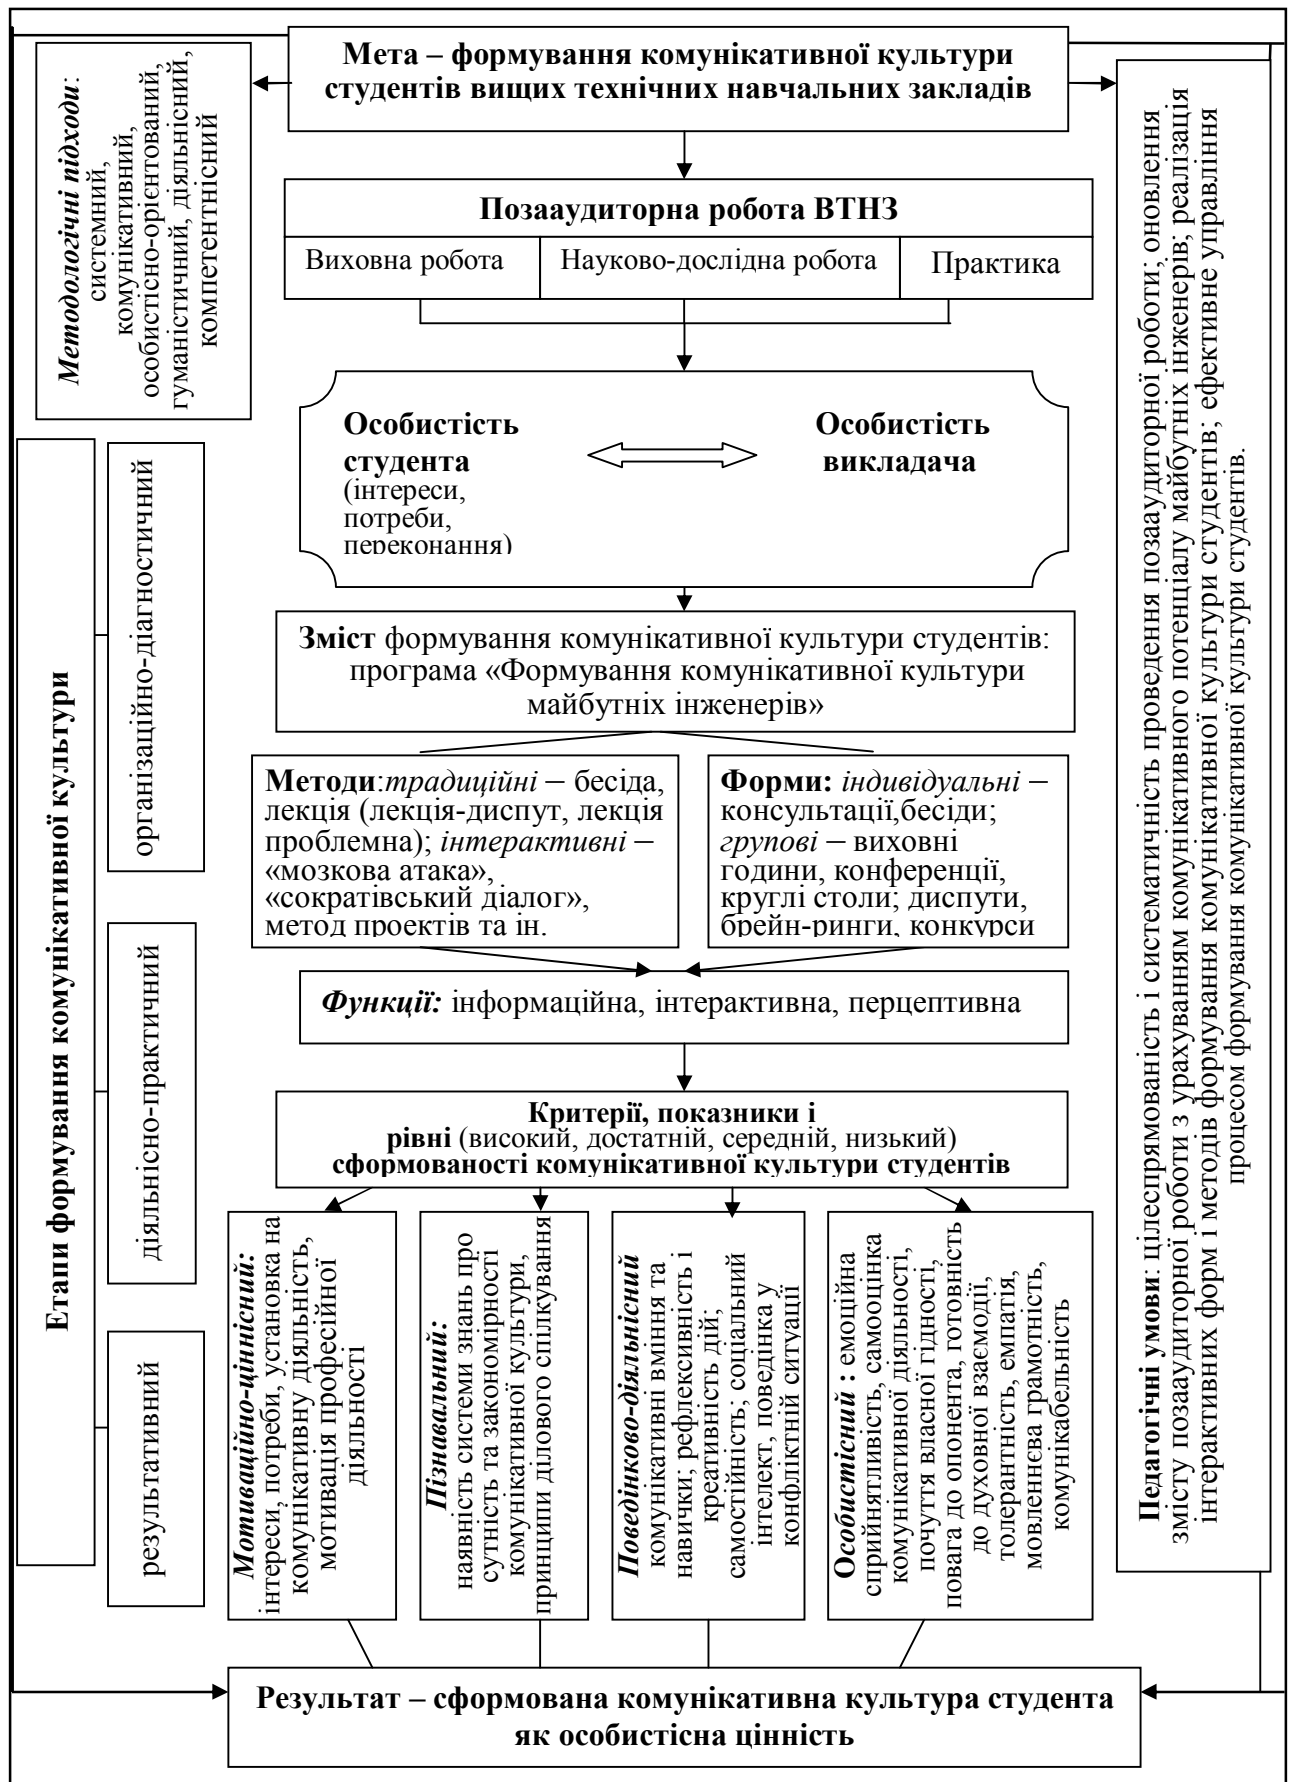 Мета – формування комунікативної культури
студентів вищих технічних навчальних закладів
Методологічні підходи:
системний,
комунікативний,
особистісно-орієнтований,
гуманістичний, діяльнісний,
компетентнісний
Позааудиторна робота ВТНЗ
Виховна робота
Науково-дослідна робота
Практика
Особистість
студента
(інтереси,
потреби,
переконання)
Особистість
викладача
Зміст формування комунікативної культури студентів:
програма «Формування комунікативної культури
майбутніх інженерів»
Методи:традиційні – бесіда,
лекція (лекція-диспут, лекція
проблемна); інтерактивні –
«мозкова атака»,
«сократівський діалог»,
метод проектів та ін.
Форми: індивідуальні –
консультації,бесіди;
групові – виховні
години, конференції,
круглі столи; диспути,
брейн-ринги, конкурси
Функції: інформаційна, інтерактивна, перцептивна
Критерії, показники і
рівні (високий, достатній, середній, низький)
сформованості комунікативної культури студентів
Етапи формування комунікативної культури
організаційно-діагностичний
діяльнісно-практичний
результативний
Мотиваційно-ціннісний:
інтереси, потреби, установка на
комунікативну діяльність,
мотивація професійної
діяльності
Пізнавальний:
наявність системи знань про
сутність та закономірності
комунікативної культури,
принципи ділового спілкування
Поведінково-діяльнісний
комунікативні вміння та
навички; рефлексивність і
креативність дій,
самостійність; соціальний
інтелект, поведінка у
конфліктній ситуації
Особистісний : емоційна
сприйнятливість, самооцінка
комунікативної діяльності,
почуття власної гідності,
повага до опонента, готовність
до духовної взаємодії,
толерантність, емпатія,
мовленнєва грамотність,
комунікабельність
Педагогічні умови: цілеспрямованість і систематичність проведення позааудиторної роботи; оновлення
змісту позааудиторної роботи з урахуванням комунікативного потенціалу майбутніх інженерів; реалізація
інтерактивних форм і методів формування комунікативної культури студентів; ефективне управління
процесом формування комунікативної культури студентів.
Результат – сформована комунікативна культура студента
як особистісна цінність